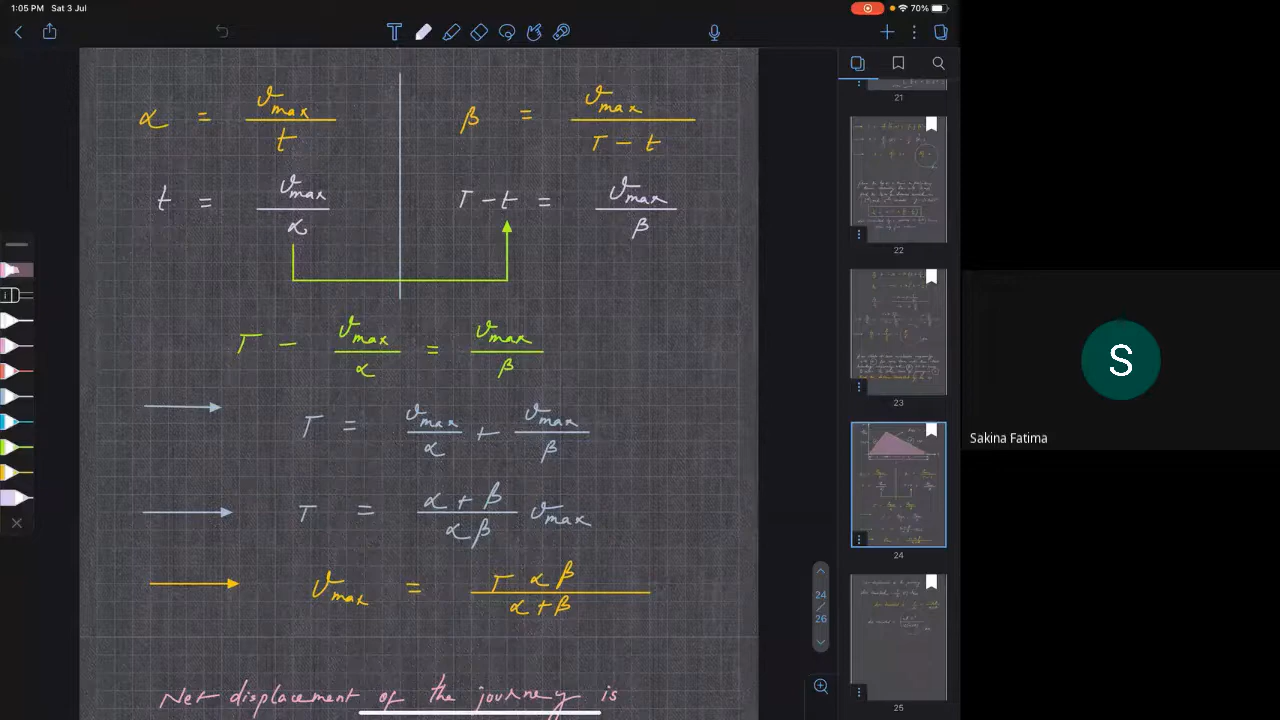 1:05 PM Sat 3 Jul
70%
α = v_max / t
β = v_max / T - t
t = v_max / α
T - t = v_max / β
T - v_max / α = v_max / β
T = v_max / α + v_max / β
T = α + β / αβ v_max
v_max = T α β / α + β
Net displacement of the journey is
21
22
23
24
25
24
/
26
S
Sakina Fatima